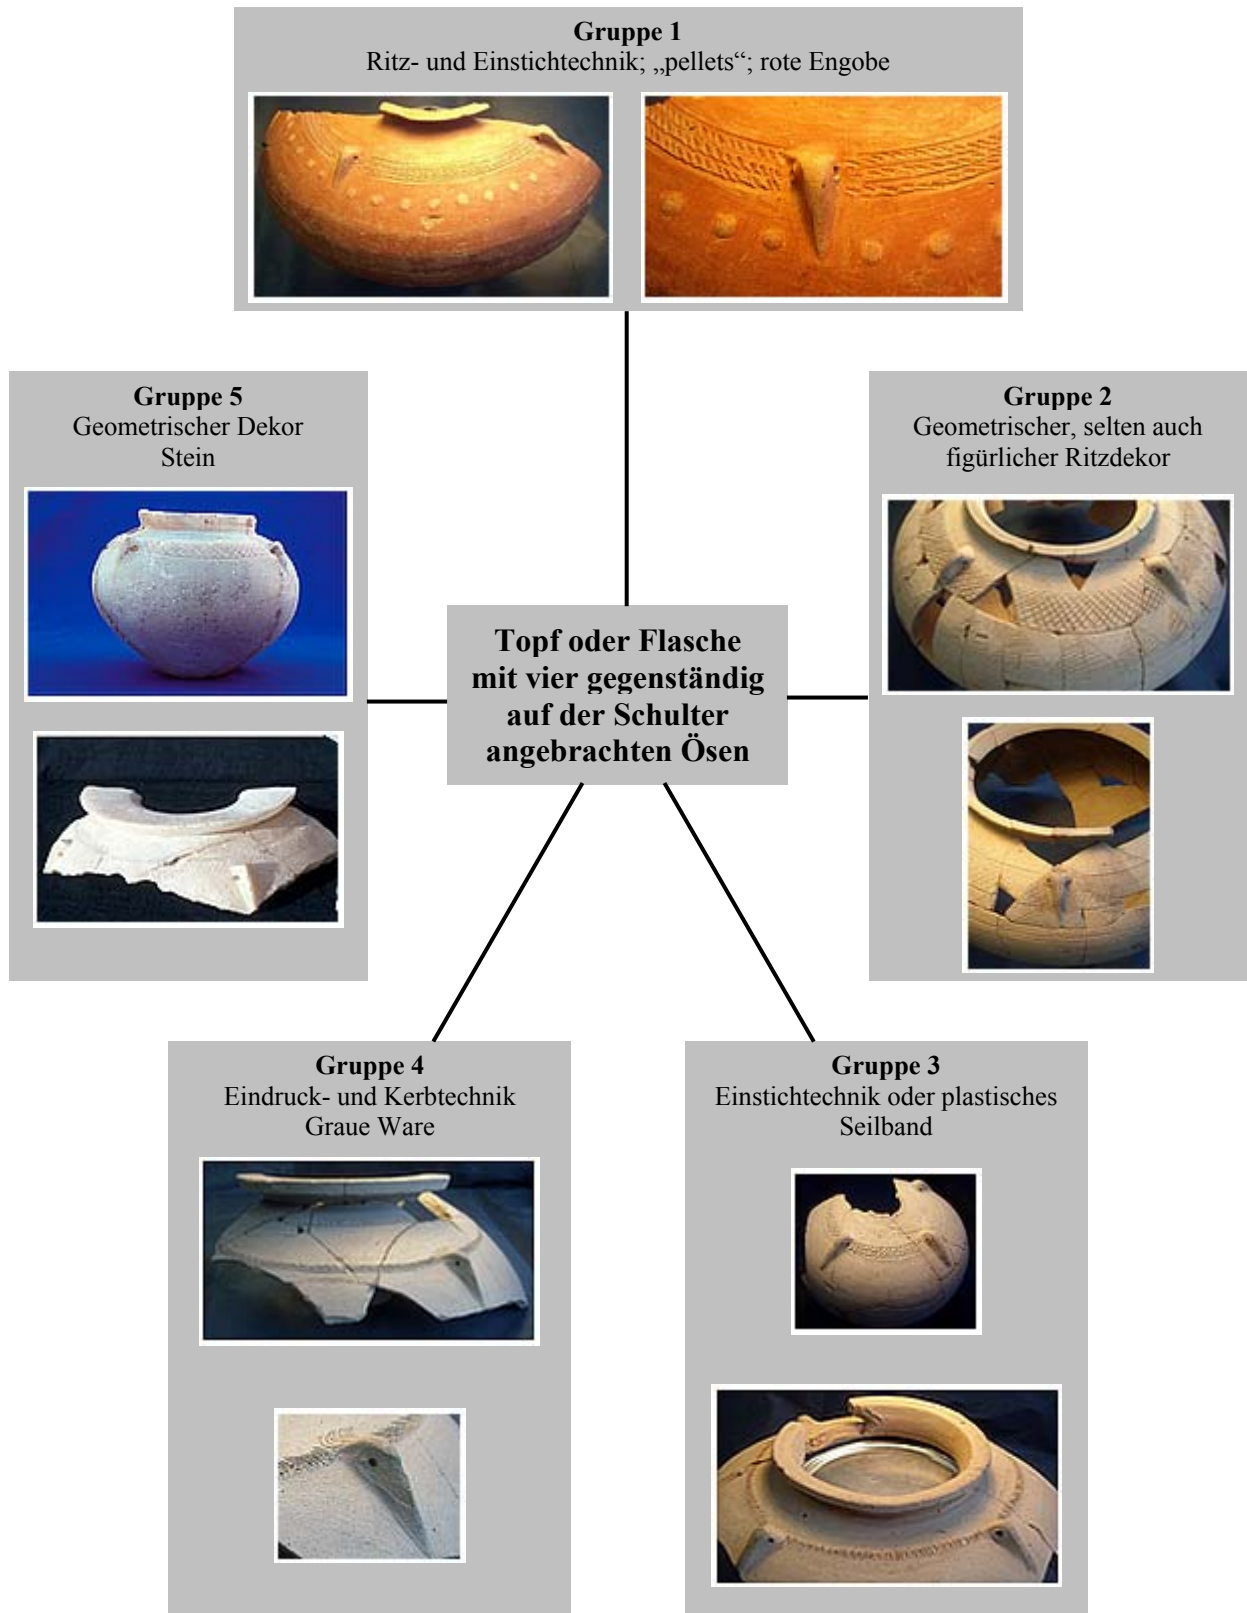 Gruppe 1
Ritz- und Einstichtechnik; „pellets“; rote Engobe
Gruppe 5
Geometrischer Dekor
Stein
Gruppe 2
Geometrischer, selten auch
figürlicher Ritzdekor
Topf oder Flasche
mit vier gegenständig
auf der Schulter
angebrachten Ösen
Gruppe 4
Eindruck- und Kerbtechnik
Graue Ware
Gruppe 3
Einstichtechnik oder plastisches
Seilband